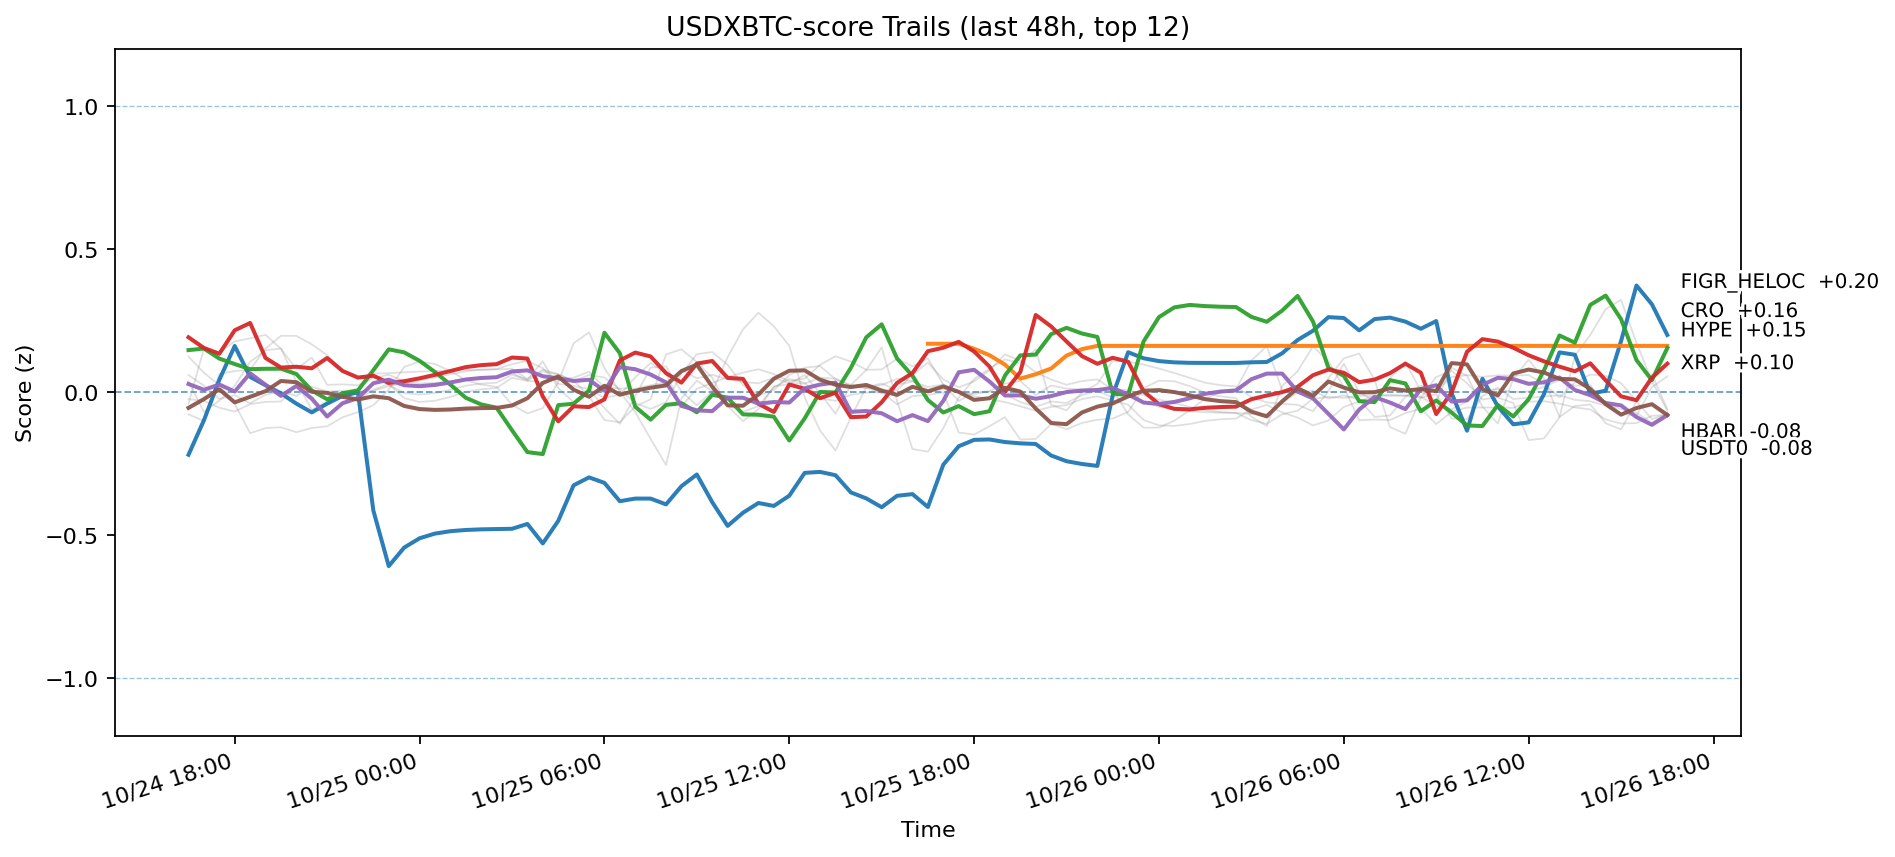 USDXBTC-score Trails (last 48h, top 12)
Score (z)
1.0
0.5
0.0
−0.5
−1.0
FIGR_HELOC +0.20
CRO +0.16
HYPE +0.15
XRP +0.10
HBAR -0.08
USDT0 -0.08
10/24 18:00
10/25 00:00
10/25 06:00
10/25 12:00
10/25 18:00
10/26 00:00
10/26 06:00
10/26 12:00
10/26 18:00
Time